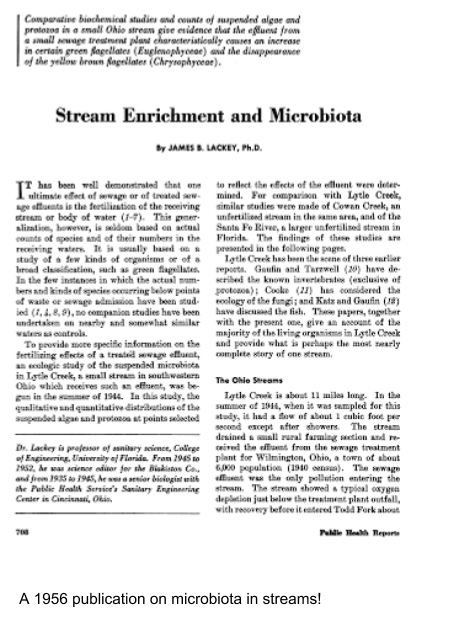 Comparative biochemical studies and counts of suspended algae and
protozoa in a small Ohio stream give evidence that the effluent from
a small sewage treatment plant characteristically causes an increase
in certain green flagellates (Euglenophyceae) and the disappearance
of the yellow brown flagellates (Chrysophyceae).
Stream Enrichment and Microbiota
By JAMES B. LACKEY, Ph.D.
IT has been well demonstrated that one
ultimate effect of sewage or of treated sew-
age effluents is the fertilization of the receiving
stream or body of water (1-7). This gener-
alization, however, is seldom based on actual
counts of species and of their numbers in the
receiving waters. It is usually based on a
study of a few kinds of organisms or of a
broad classification, such as green flagellates.
In the few instances in which the actual num-
bers and kinds of species occurring below points
of waste or sewage admission have been stud-
ied (1, 4, 8, 9), no companion studies have been
undertaken on nearby and somewhat similar
waters as controls.
To provide more specific information on the
fertilizing effects of a treated sewage effluent,
an ecologic study of the suspended microbiota
in Lytle Creek, a small stream in southwestern
Ohio which receives such an effluent, was be-
gun in the summer of 1944. In this study, the
qualitative and quantitative distributions of the
suspended algae and protozoa at points selected
Dr. Lackey is professor of sanitary science, College
of Engineering, University of Florida. From 1946 to
1952, he was science editor for the Blakiston Co.,
and from 1935 to 1945, he was a senior biologist with
the Public Health Service's Sanitary Engineering
Center in Cincinnati, Ohio.
to reflect the effects of the effluent were deter-
mined. For comparison with Lytle Creek,
similar studies were made of Cowan Creek, an
unfertilized stream in the same area, and of the
Santa Fe River, a larger unfertilized stream in
Florida. The findings of these studies are
presented in the following pages.
Lytle Creek has been the scene of three earlier
reports. Gaufin and Tarzwell (10) have de-
scribed the known invertebrates (exclusive of
protozoa); Cooke (11) has considered the
ecology of the fungi; and Katz and Gaufin (12)
have discussed the fish. These papers, together
with the present one, give an account of the
majority of the living organisms in Lytle Creek
and provide what is perhaps the most nearly
complete story of one stream.
The Ohio Streams
Lytle Creek is about 11 miles long. In the
summer of 1944, when it was sampled for this
study, it had a flow of about 1 cubic foot per
second except after showers. The stream
drained a small rural farming section and re-
ceived the effluent from the sewage treatment
plant for Wilmington, Ohio, a town of about
6,000 population (1940 census). The sewage
effluent was the only pollution entering the
stream. The stream showed a typical oxygen
depletion just below the treatment plant outfall,
with recovery before it entered Todd Fork about
708
Public Health Reports
A 1956 publication on microbiota in streams!